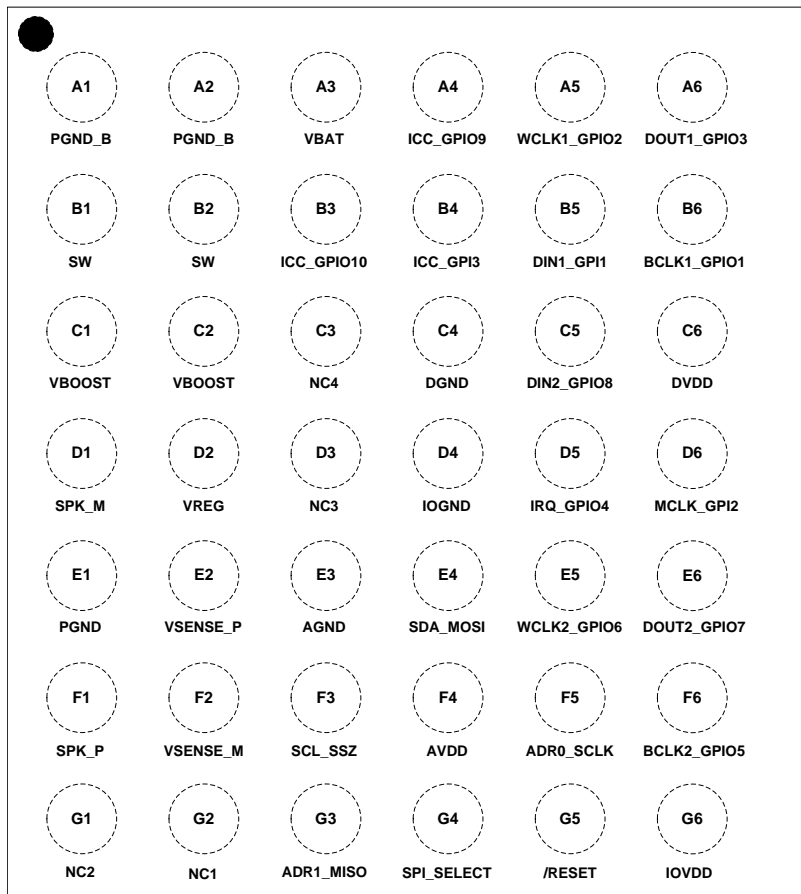 A1 A2 A3 A4 A5 A6
PGND_B PGND_B VBAT ICC_GPIO9 WCLK1_GPIO2 DOUT1_GPIO3
B1 B2 B3 B4 B5 B6
SW SW ICC_GPIO10 ICC_GPI3 DIN1_GPI1 BCLK1_GPIO1
C1 C2 C3 C4 C5 C6
VBOOST VBOOST NC4 DGND DIN2_GPIO8 DVDD
D1 D2 D3 D4 D5 D6
SPK_M VREG NC3 IOGND IRQ_GPIO4 MCLK_GPI2
E1 E2 E3 E4 E5 E6
PGND VSENSE_P AGND SDA_MOSI WCLK2_GPIO6 DOUT2_GPIO7
F1 F2 F3 F4 F5 F6
SPK_P VSENSE_M SCL_SSZ AVDD ADR0_SCLK BCLK2_GPIO5
G1 G2 G3 G4 G5 G6
NC2 NC1 ADR1_MISO SPI_SELECT /RESET IOVDD